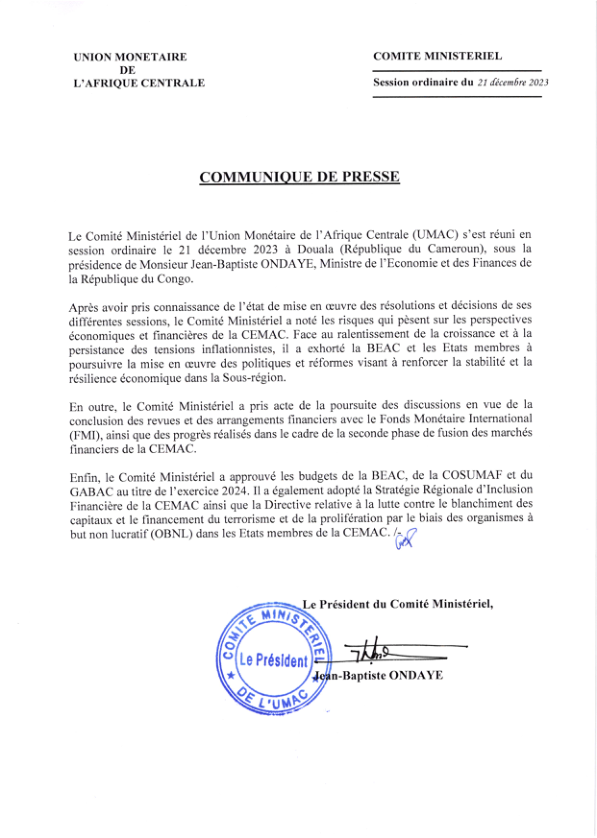 UNION MONETAIRE
DE
L'AFRIQUE CENTRALE
COMITE MINISTERIEL
Session ordinaire du 21 décembre 2023
COMMUNIQUE DE PRESSE
Le Comité Ministériel de l'Union Monétaire de l'Afrique Centrale (UMAC) s'est réuni en
session ordinaire le 21 décembre 2023 à Douala (République du Cameroun), sous la
présidence de Monsieur Jean-Baptiste ONDAYE, Ministre de l'Economie et des Finances de
la République du Congo.
Après avoir pris connaissance de l'état de mise en œuvre des résolutions et décisions de ses
différentes sessions, le Comité Ministériel a noté les risques qui pèsent sur les perspectives
économiques et financières de la CEMAC. Face au ralentissement de la croissance et à la
persistance des tensions inflationnistes, il a exhorté la BEAC et les Etats membres à
poursuivre la mise en œuvre des politiques et réformes visant à renforcer la stabilité et la
résilience économique dans la Sous-région.
En outre, le Comité Ministériel a pris acte de la poursuite des discussions en vue de la
conclusion des revues et des arrangements financiers avec le Fonds Monétaire International
(FMI), ainsi que des progrès réalisés dans le cadre de la seconde phase de fusion des marchés
financiers de la CEMAC.
Enfin, le Comité Ministériel a approuvé les budgets de la BEAC, de la COSUMAF et du
GABAC au titre de l'exercice 2024. Il a également adopté la Stratégie Régionale d'Inclusion
Financière de la CEMAC ainsi que la Directive relative à la lutte contre le blanchiment des
capitaux et le financement du terrorisme et de la prolifération par le biais des organismes à
but non lucratif (OBNL) dans les Etats membres de la CEMAC. /-
Le Président du Comité Ministériel,
COMITE MINISTERIEL
Le Président
DE L'UMAC
Jean-Baptiste ONDAYE